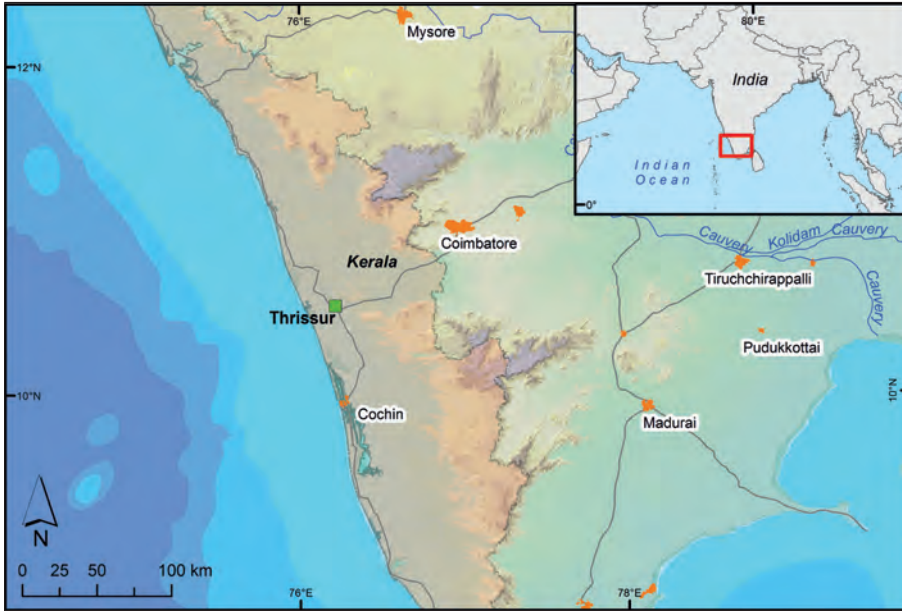 76°E
Mysore
80°E
12°N
India
Indian
Ocean
0°
Coimbatore
Cauvery Kolidam Cauvery
Kerala
Tiruchchirappalli
Cauvery
Thrissur
Pudukkottai
10°N
10°N
Cochin
Madurai
N
0 25 50 100 km
76°E
78°E